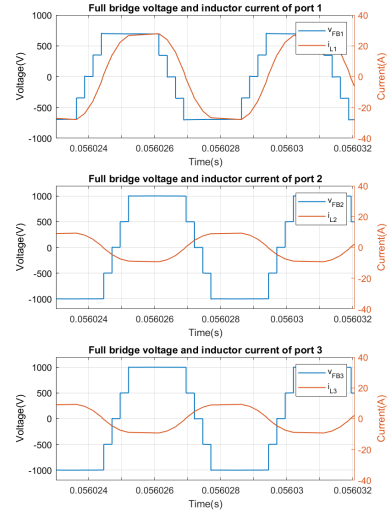 Full bridge voltage and inductor current of port 1
1000
500
0
-500
-1000
Voltage(V)
40
20
0
-20
-40
Current(A)
v_FB1
i_L1
0.056024 0.056026 0.056028 0.05603 0.056032
Time(s)
Full bridge voltage and inductor current of port 2
1000
500
0
-500
-1000
Voltage(V)
40
20
0
-20
-40
Current(A)
v_FB2
i_L2
0.056024 0.056026 0.056028 0.05603 0.056032
Time(s)
Full bridge voltage and inductor current of port 3
1000
500
0
-500
-1000
Voltage(V)
40
20
0
-20
-40
Current(A)
v_FB3
i_L3
0.056024 0.056026 0.056028 0.05603 0.056032
Time(s)